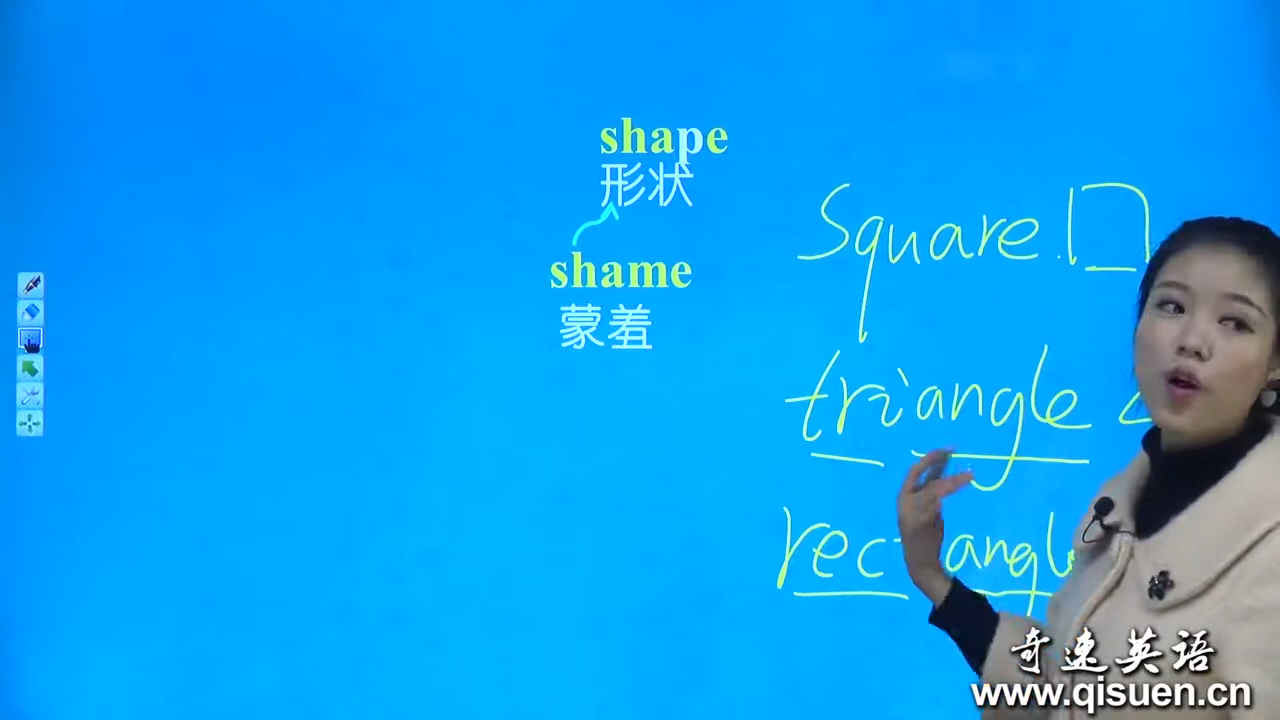 shape
形状
shame
蒙羞
Square.
triangle
奇速英语
www.qisuen.cn